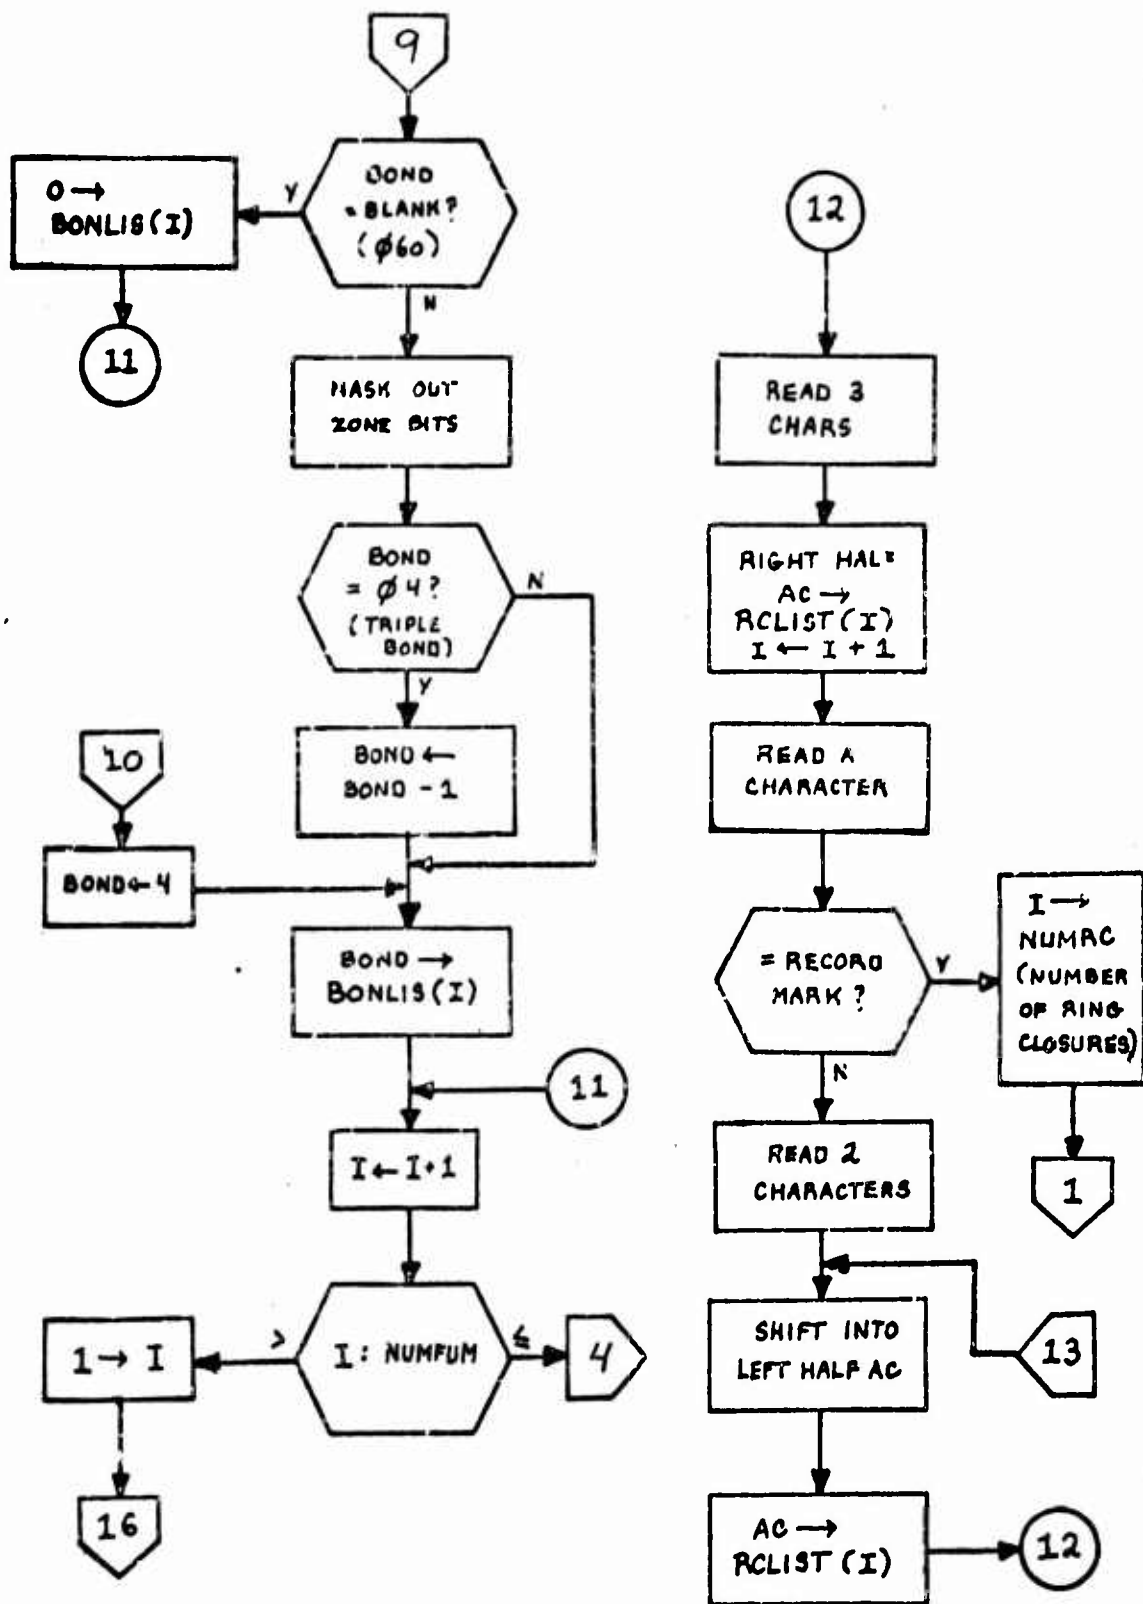 9
BOND
= BLANK?
(ø60)
Y
N
O →
BONLIS(I)
11
MASK OUT
ZONE BITS
BOND
= ø4?
(TRIPLE
BOND)
N
Y
BOND ←
BOND - 1
10
BOND ← 4
BOND →
BONLIS(I)
11
I ← I + 1
I : NUMFUM
>
≤
1 → I
4
16
12
READ 3
CHARS
RIGHT HALF
AC →
RCLIST(I)
I ← I + 1
READ A
CHARACTER
= RECORD
MARK?
Y
N
I →
NUMRC
(NUMBER
OF RING
CLOSURES)
1
READ 2
CHARACTERS
13
SHIFT INTO
LEFT HALF AC
AC →
RCLIST (I)
12